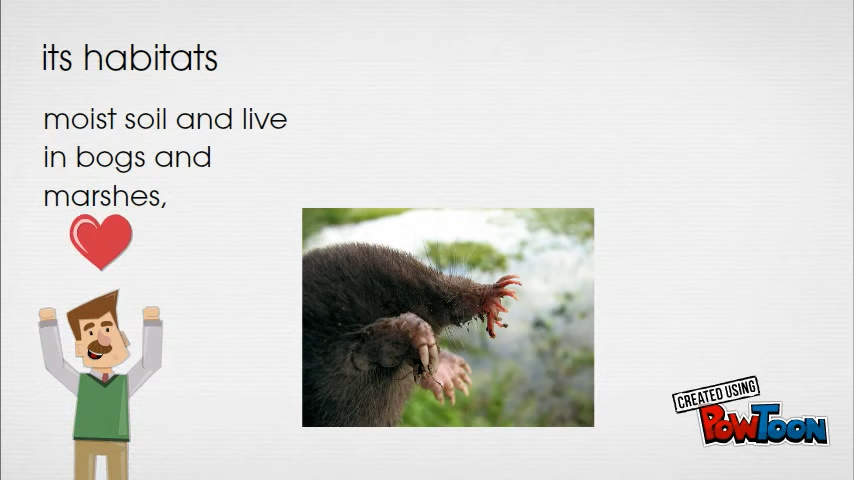 its habitats
moist soil and live
in bogs and
marshes,
CREATED USING
POWTOON